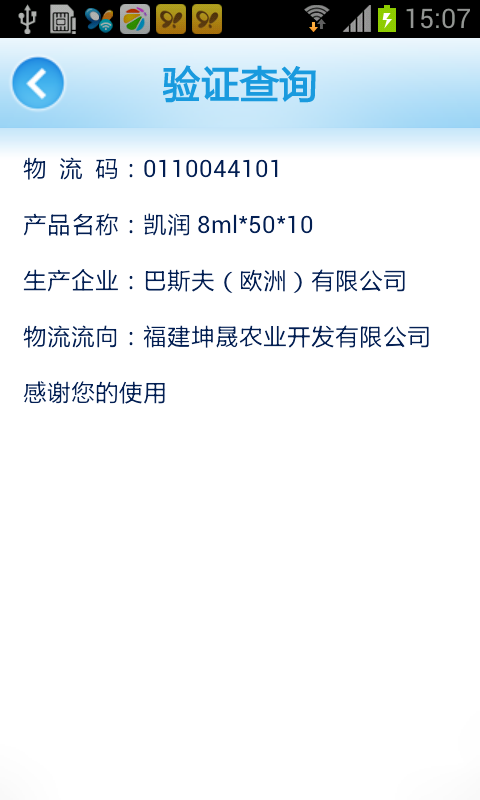 15:07
验证查询
物 流 码：0110044101
产品名称：凯润 8ml*50*10
生产企业：巴斯夫（欧洲）有限公司
物流流向：福建坤晟农业开发有限公司
感谢您的使用